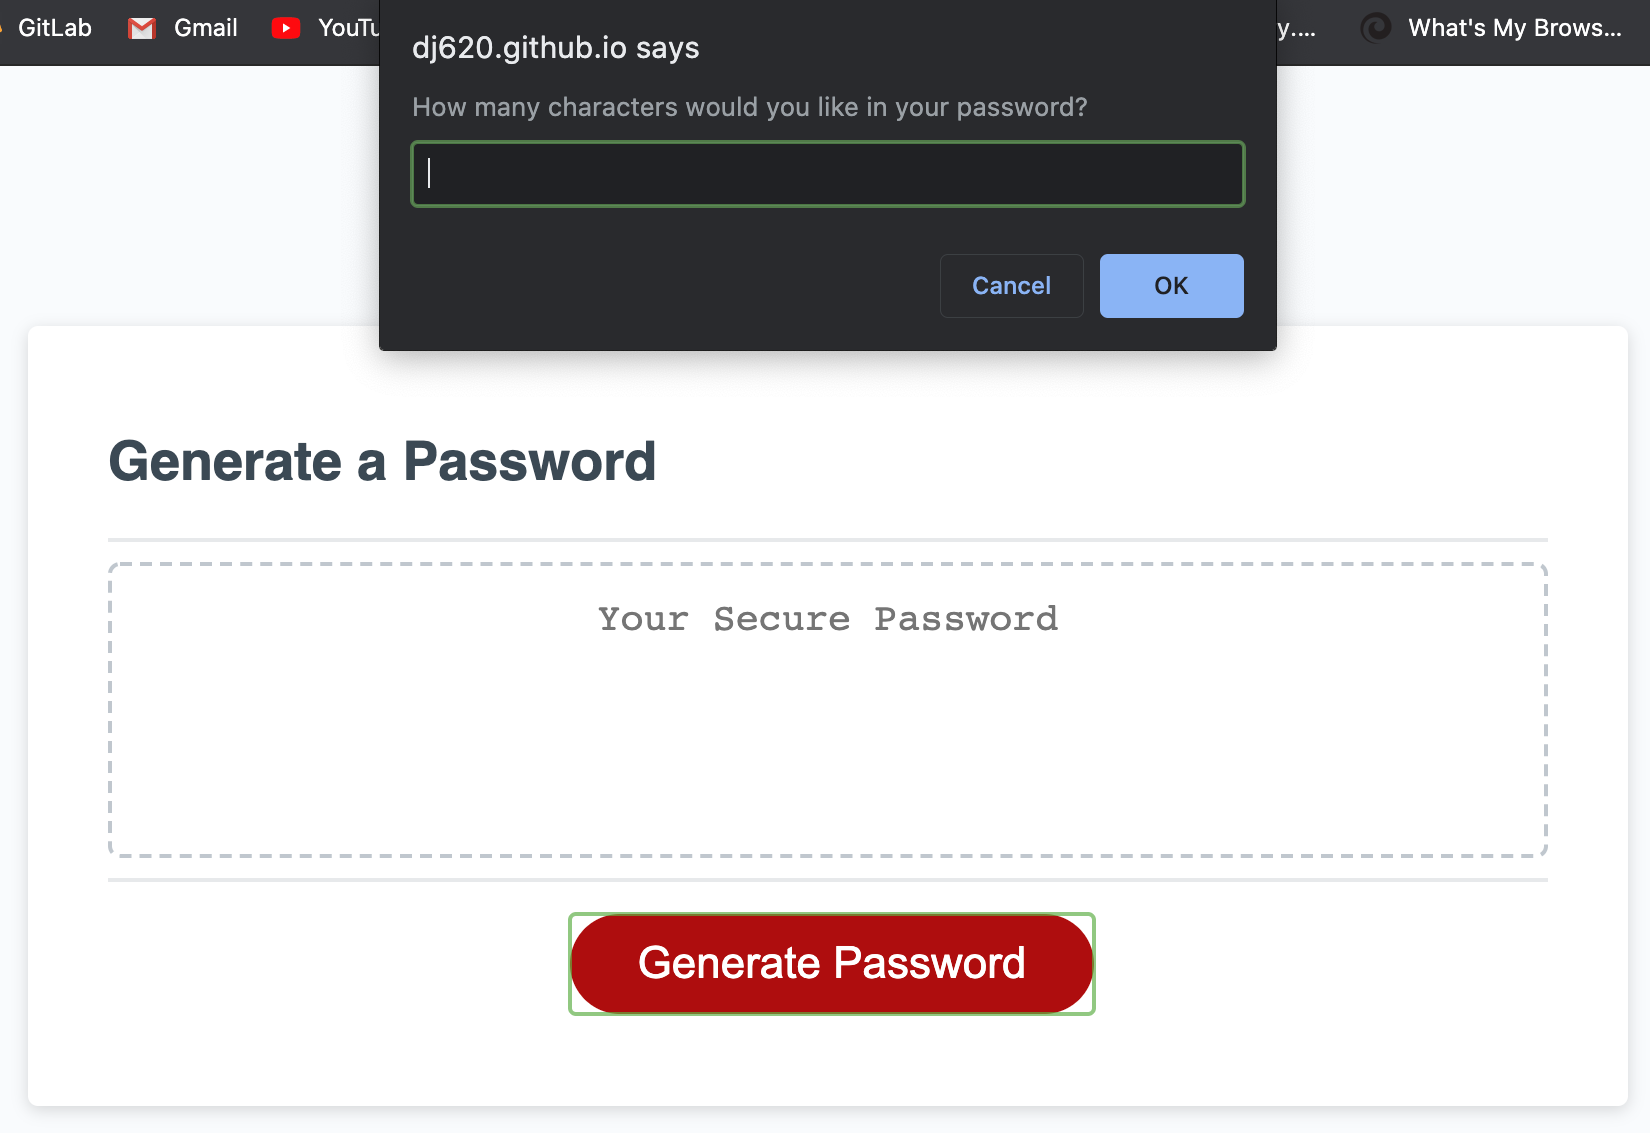 GitLab Gmail YouTu y.... What's My Brows...
dj620.github.io says
How many characters would you like in your password?
Cancel OK
Generate a Password
Your Secure Password
Generate Password